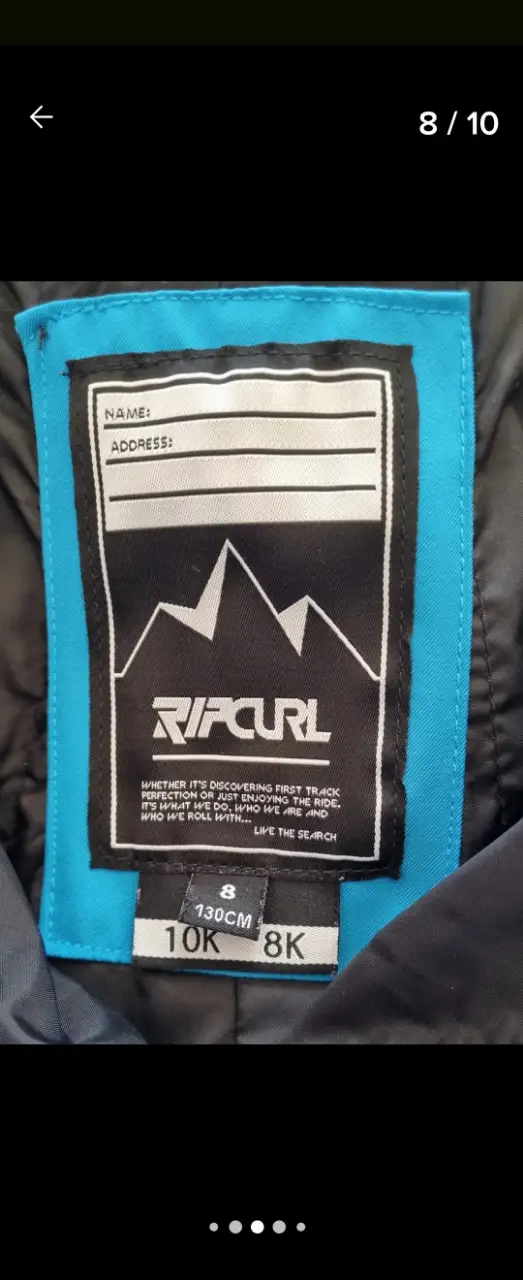 8 / 10
NAME:
ADDRESS:
RIPCURL
WHETHER IT'S DISCOVERING FIRST TRACK
PERFECTION OR JUST ENJOYING THE RIDE.
IT'S WHAT WE DO, WHO WE ARE AND
WHO WE ROLL WITH...
LIVE THE SEARCH
8
130CM
10K 8K